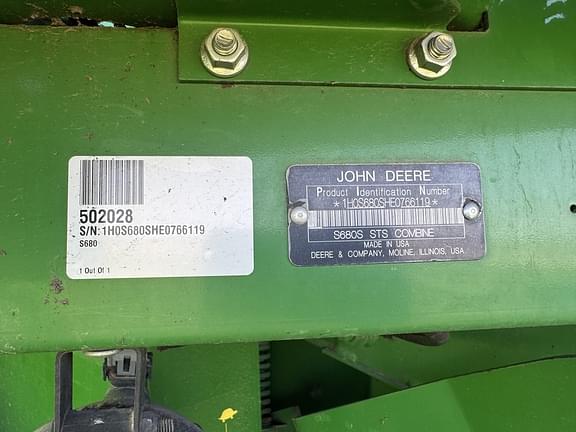 502028
S/N:1H0S680SHE0766119
S680
1 Out Of 1
JOHN DEERE
Product Identification Number
*1H0S680SHE0766119*
S680S STS COMBINE
MADE IN USA
DEERE & COMPANY, MOLINE, ILLINOIS, USA